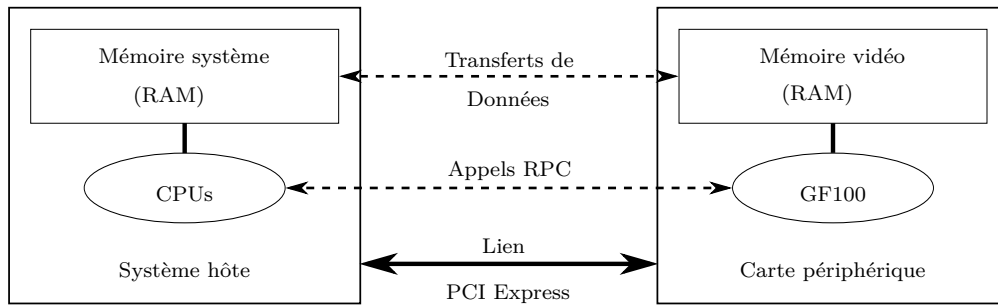 Mémoire système
(RAM)
CPUs
Système hôte
Transferts de
Données
Appels RPC
Lien
PCI Express
Mémoire vidéo
(RAM)
GF100
Carte périphérique